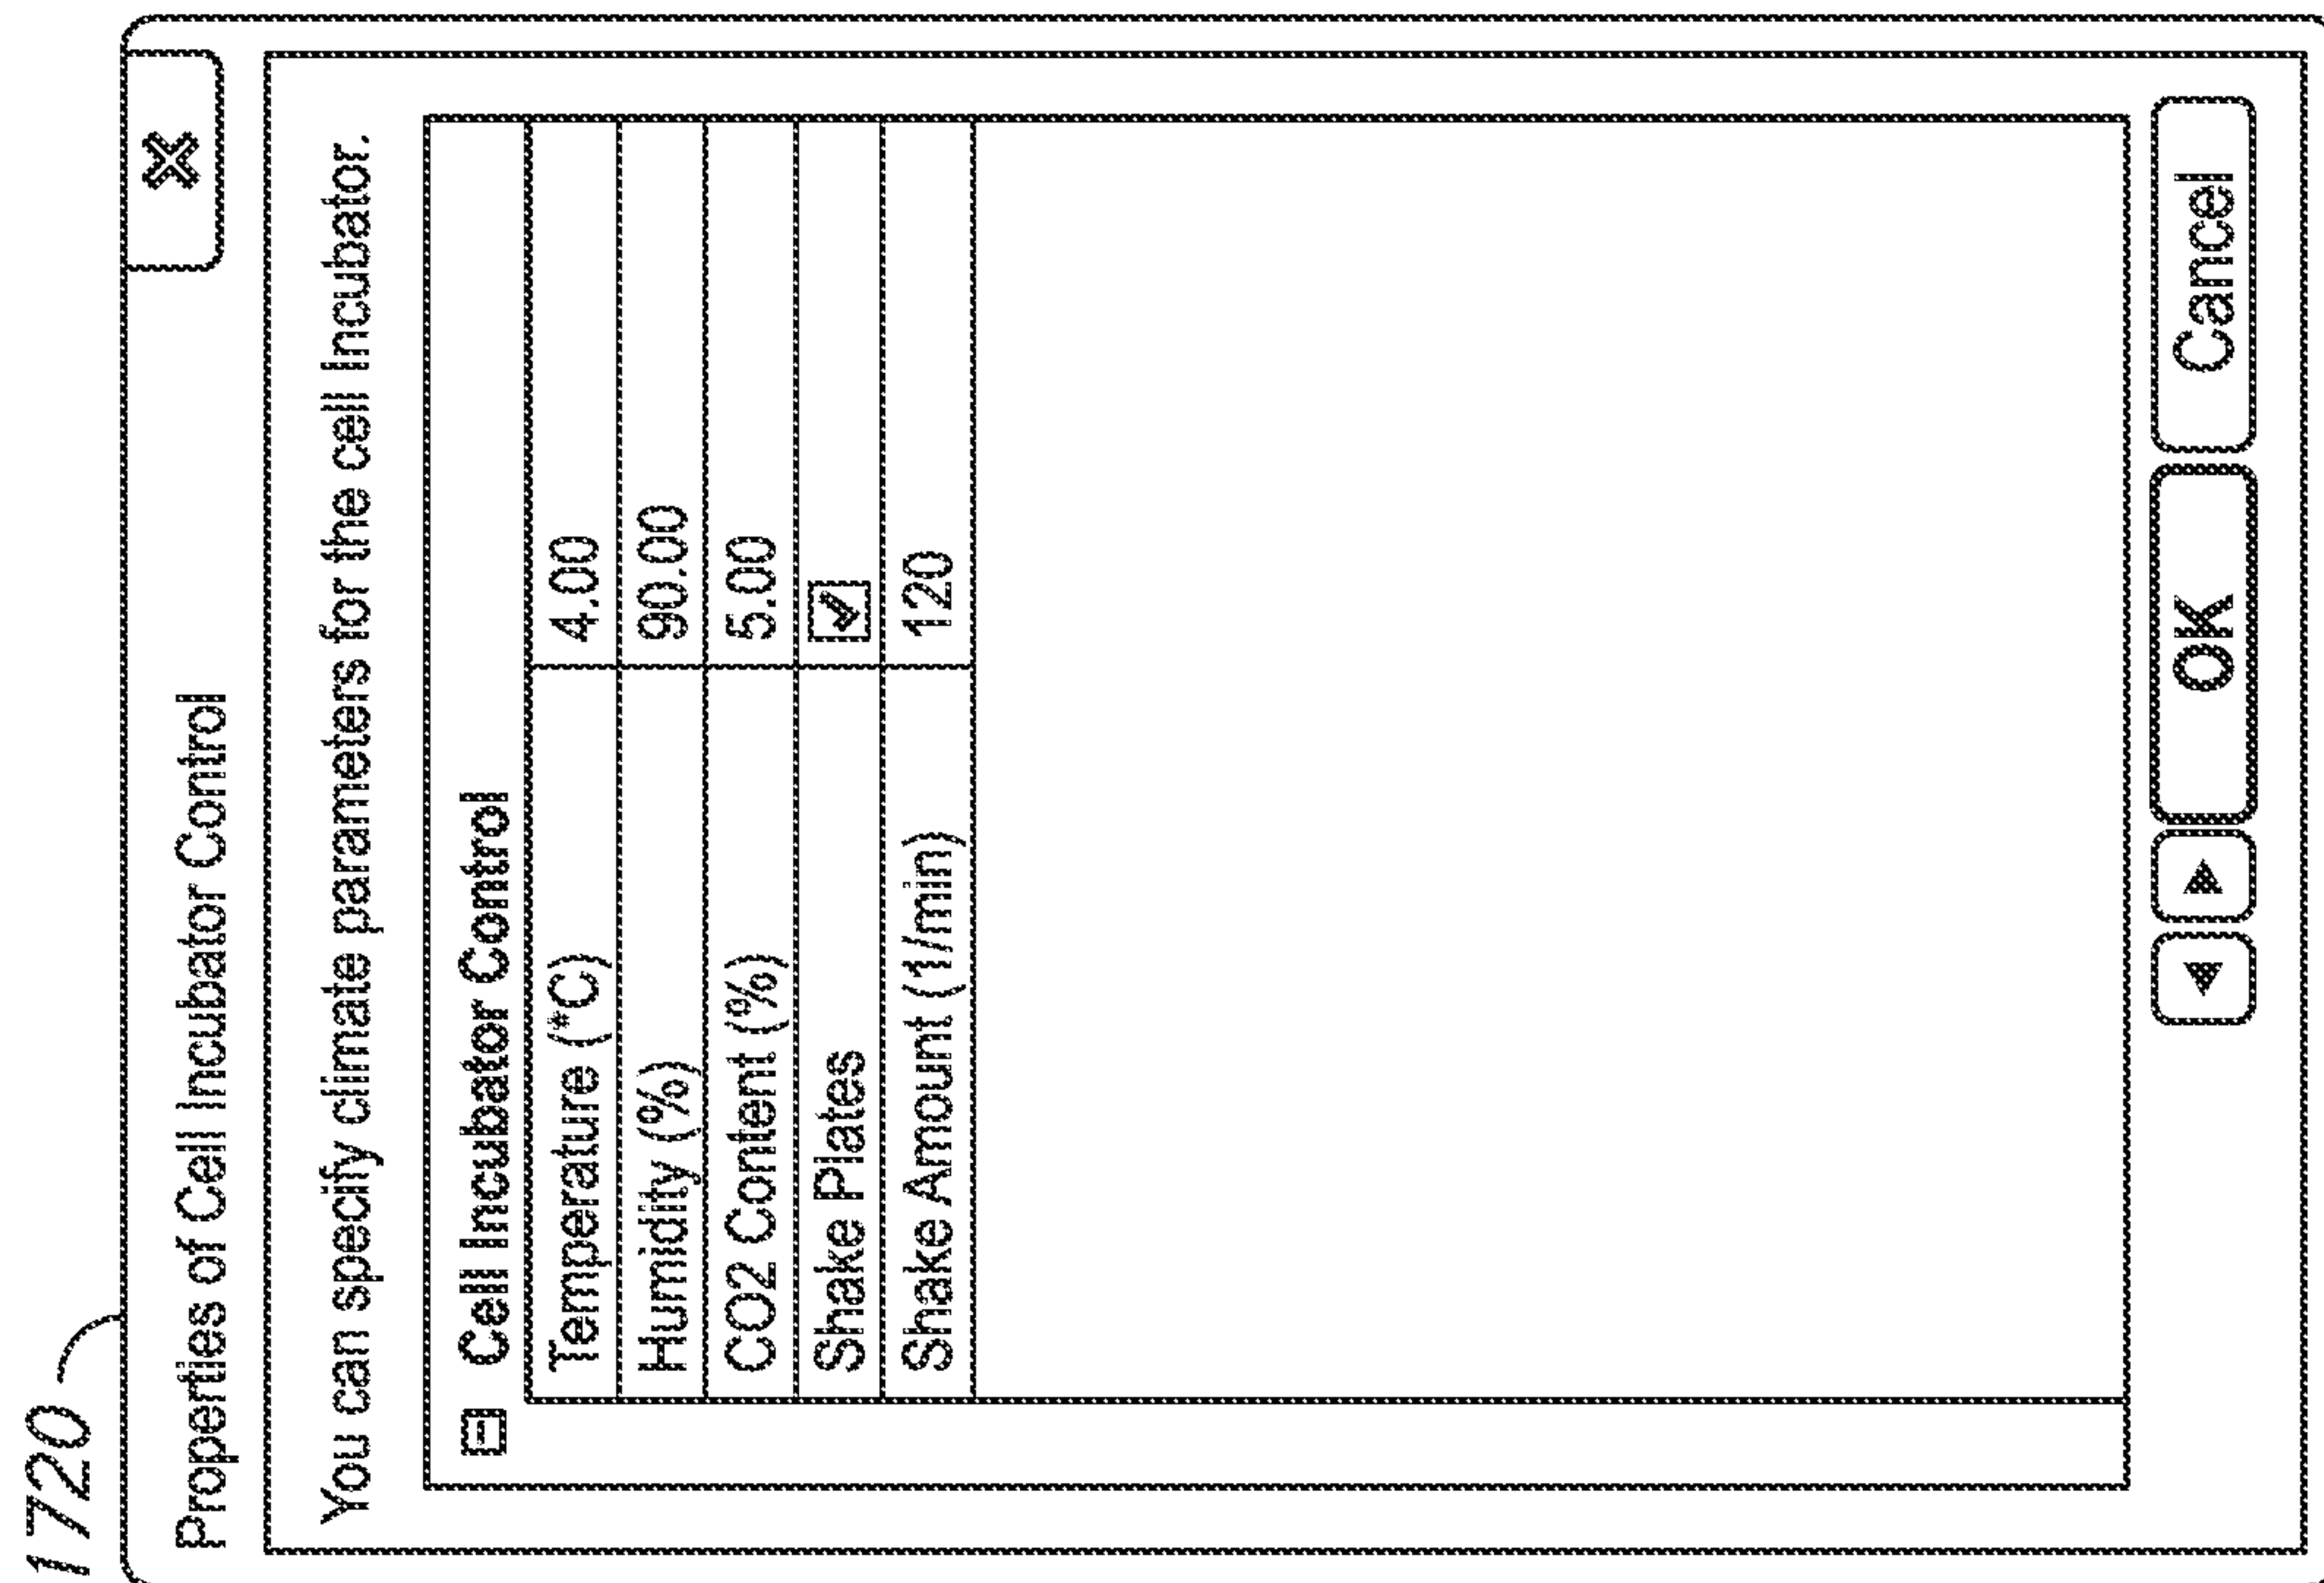 1720
Properties of Cell Incubator Control
You can specify climate parameters for the cell Incubator.
Cell Incubator Control
Temperature (*C) 4.00
Humidity (%) 90.00
CO2 Content (%) 5.00
Shake Plates
Shake Amount (1/min) 120
OK Cancel